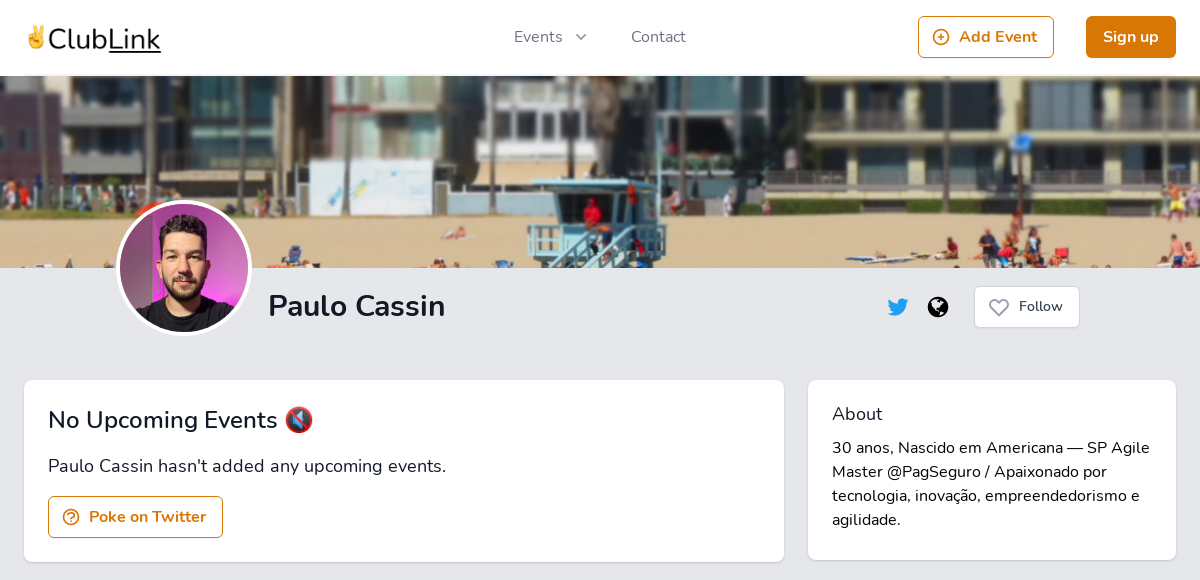 ✌ClubLink
Events
Contact
Add Event
Sign up
Paulo Cassin
Follow
No Upcoming Events 🔇
Paulo Cassin hasn't added any upcoming events.
Poke on Twitter
About
30 anos, Nascido em Americana — SP Agile
Master @PagSeguro / Apaixonado por
tecnologia, inovação, empreendedorismo e
agilidade.